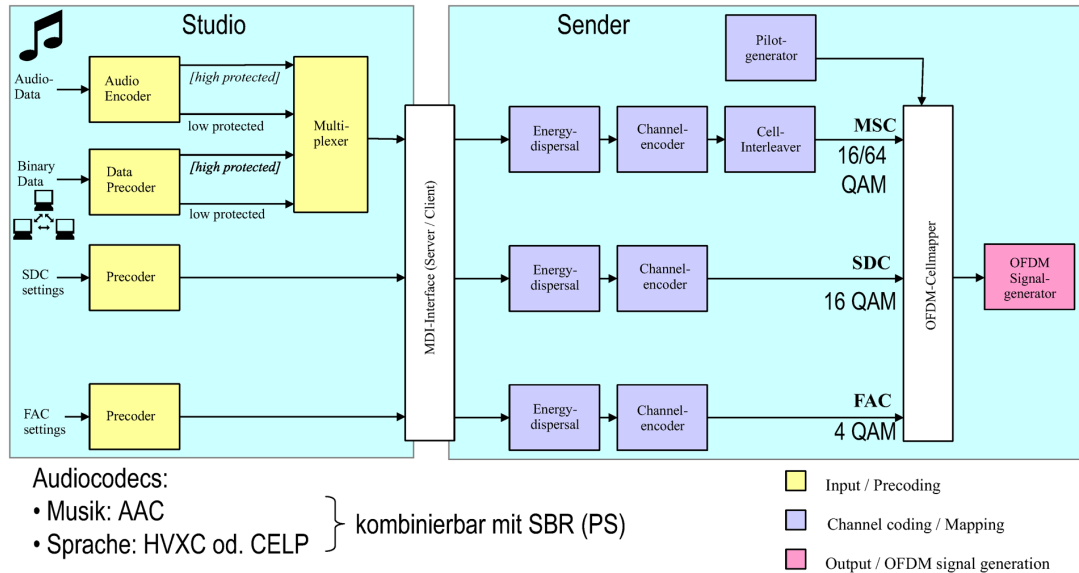 Studio
Sender
Audio-
Data
Audio
Encoder
[high protected]
low protected
Binary
Data
Data
Precoder
[high protected]
low protected
Multi-
plexer
SDC
settings
Precoder
FAC
settings
Precoder
MDI-Interface (Server / Client)
Pilot-
generator
Energy-
dispersal
Channel-
encoder
Cell-
Interleaver
MSC
16/64
QAM
Energy-
dispersal
Channel-
encoder
SDC
16 QAM
Energy-
dispersal
Channel-
encoder
FAC
4 QAM
OFDM-Cellmapper
OFDM
Signal-
generator
Audiocodecs:
• Musik: AAC
• Sprache: HVXC od. CELP
kombinierbar mit SBR (PS)
Input / Precoding
Channel coding / Mapping
Output / OFDM signal generation